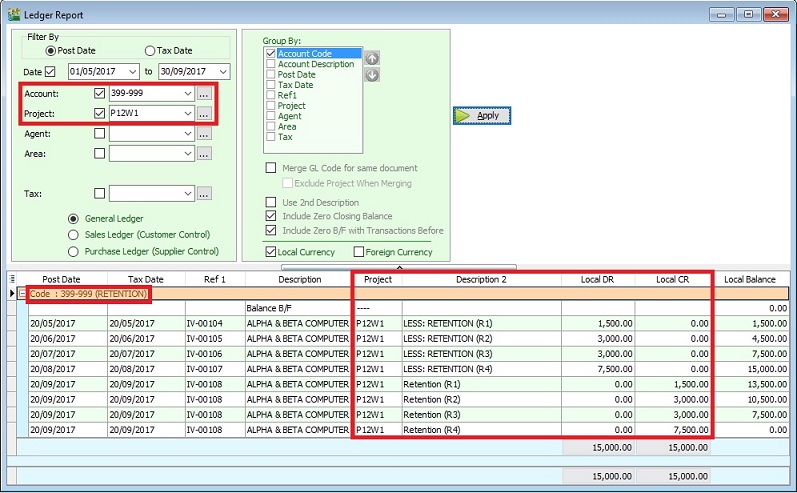 Ledger Report
Filter By
Post Date Tax Date
Date 01/05/2017 to 30/09/2017
Account: 399-999 ...
Project: P12W1 ...
Agent: ...
Area: ...
Tax: ...
General Ledger
Sales Ledger (Customer Control)
Purchase Ledger (Supplier Control)
Group By:
Account Code
Account Description
Post Date
Tax Date
Ref1
Project
Agent
Area
Tax
Merge GL Code for same document
Exclude Project When Merging
Use 2nd Description
Include Zero Closing Balance
Include Zero B/F with Transactions Before
Local Currency Foreign Currency
Apply
Post Date Tax Date Ref 1 Description Project Description 2 Local DR Local CR Local Balance
Code : 399-999 (RETENTION)
Balance B/F ---- 0.00
20/05/2017 20/05/2017 IV-00104 ALPHA & BETA COMPUTER P12W1 LESS: RETENTION (R1) 1,500.00 0.00 1,500.00
20/06/2017 20/06/2017 IV-00105 ALPHA & BETA COMPUTER P12W1 LESS: RETENTION (R2) 3,000.00 0.00 4,500.00
20/07/2017 20/07/2017 IV-00106 ALPHA & BETA COMPUTER P12W1 LESS: RETENTION (R3) 3,000.00 0.00 7,500.00
20/08/2017 20/08/2017 IV-00107 ALPHA & BETA COMPUTER P12W1 LESS: RETENTION (R4) 7,500.00 0.00 15,000.00
20/09/2017 20/09/2017 IV-00108 ALPHA & BETA COMPUTER P12W1 Retention (R1) 0.00 1,500.00 13,500.00
20/09/2017 20/09/2017 IV-00108 ALPHA & BETA COMPUTER P12W1 Retention (R2) 0.00 3,000.00 10,500.00
20/09/2017 20/09/2017 IV-00108 ALPHA & BETA COMPUTER P12W1 Retention (R3) 0.00 3,000.00 7,500.00
20/09/2017 20/09/2017 IV-00108 ALPHA & BETA COMPUTER P12W1 Retention (R4) 0.00 7,500.00 0.00
15,000.00 15,000.00
15,000.00 15,000.00